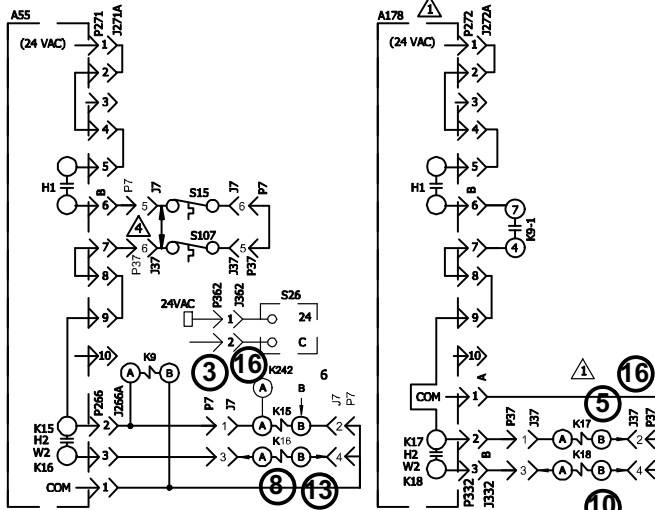 A55
P271
J271A
(24 VAC)
1
2
3
4
5
H1
B
6
P7
5
J7
S15
J7
6
P7
4
7
P37
6
J37
S107
J37
5
P37
8
9
10
24VAC
P362
J362
1
2
S26
24
C
3
16
K242
A
B
6
A
K9
B
P266
J266A
2
P7
J7
1
A
K15
B
2
J7
P7
K15
H2
W2
K16
3
3
A
K16
B
4
COM
1
8
13
A178
1
P272
J272A
(24 VAC)
1
2
3
4
5
H1
B
6
7
4
K9-1
7
8
9
10
A
COM
1
1
5
16
K17
H2
W2
K18
2
P37
J37
1
A
K17
B
2
J37
P37
B
3
3
A
K18
B
4
P332
J332
10